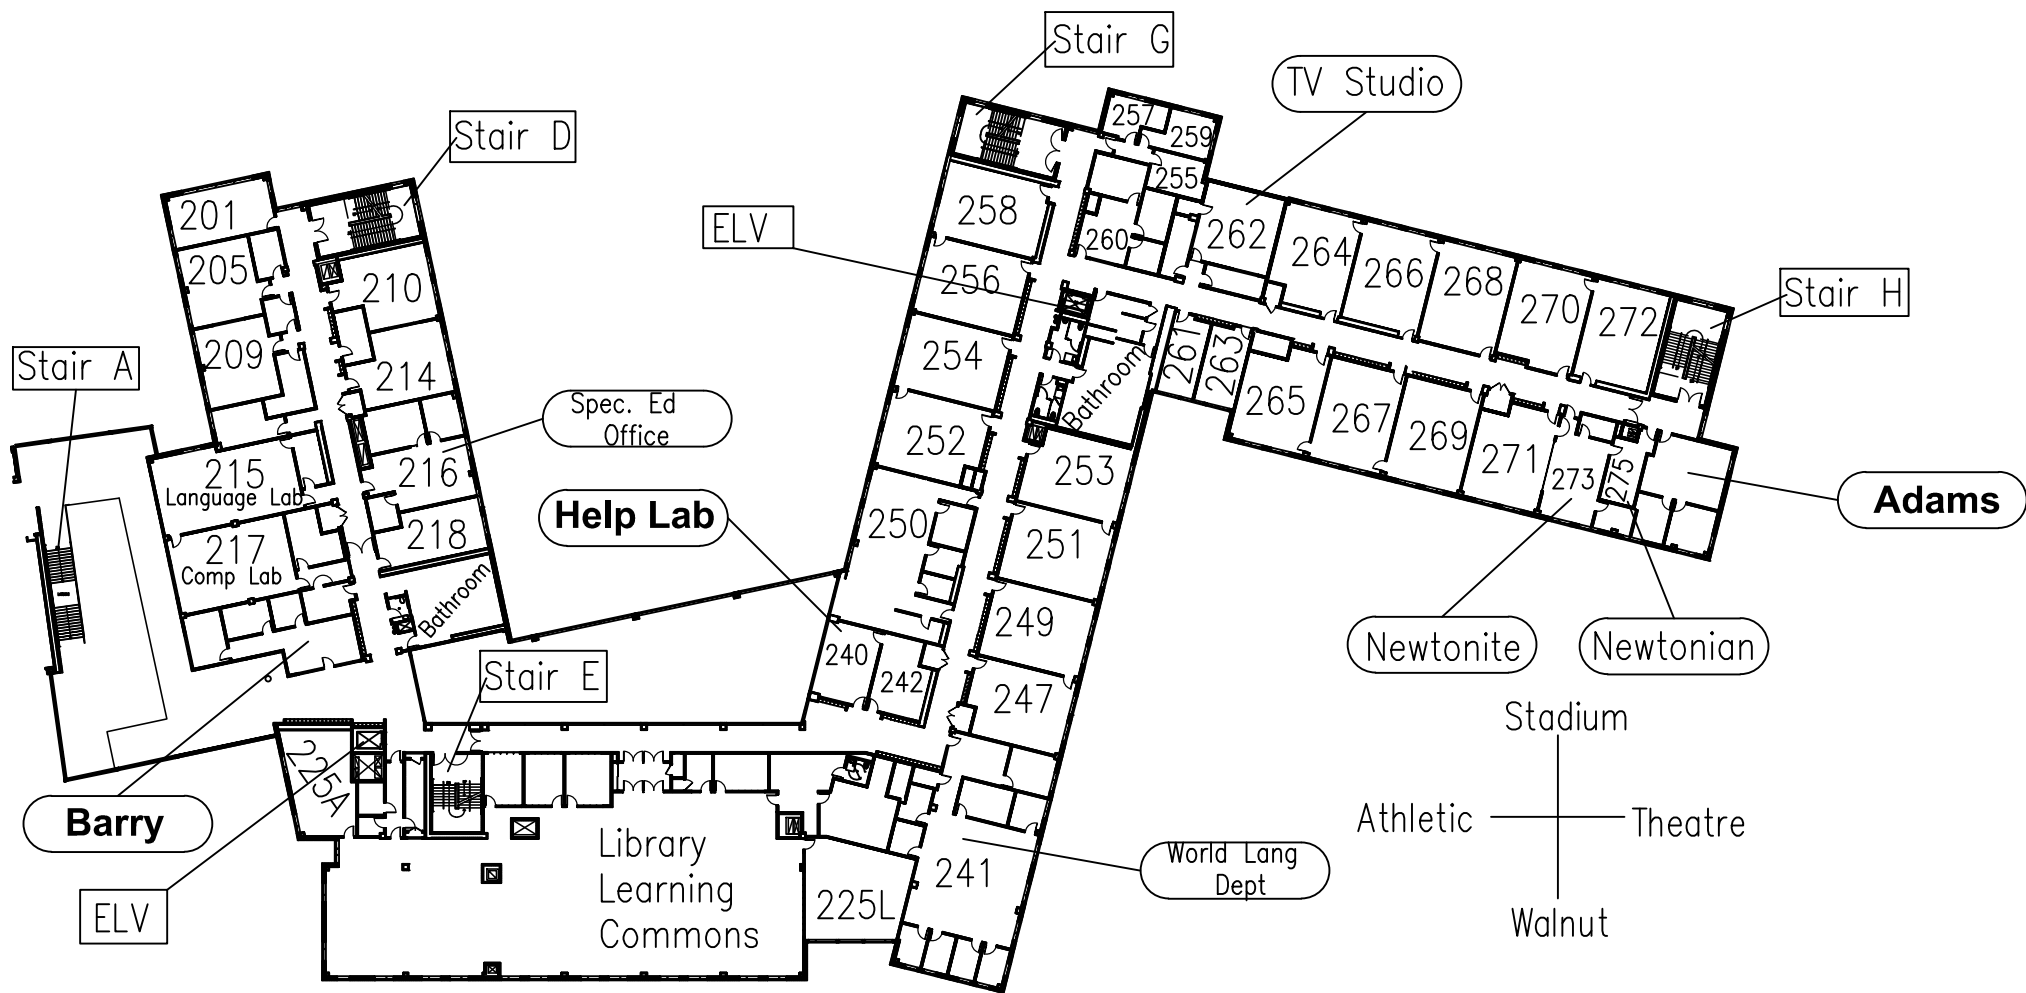 Stair G
TV Studio
Stair D
257
259
255
201
258
ELV
262
260
264
205
266
268
256
210
270
Stair H
272
209
254
261
263
Stair A
214
Bathroom
265
267
Spec. Ed
Office
252
269
215
Language Lab
216
253
271
273
275
Adams
Help Lab
250
218
251
217
Comp Lab
Bathroom
249
240
242
Newtonite
Newtonian
Stair E
247
Stadium
225A
Barry
Athletic
Theatre
Library
Learning
Commons
World Lang
Dept
241
225L
ELV
Walnut